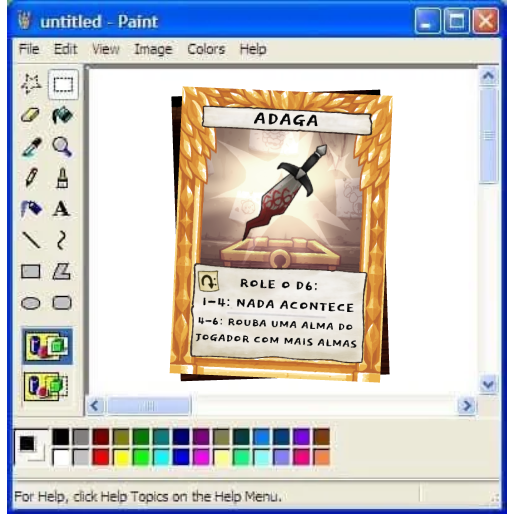 untitled - Paint
File Edit View Image Colors Help
A
ADAGA
ROLE O D6:
1-4: NADA ACONTECE
4-6: ROUBA UMA ALMA DO
JOGADOR COM MAIS ALMAS
For Help, click Help Topics on the Help Menu.